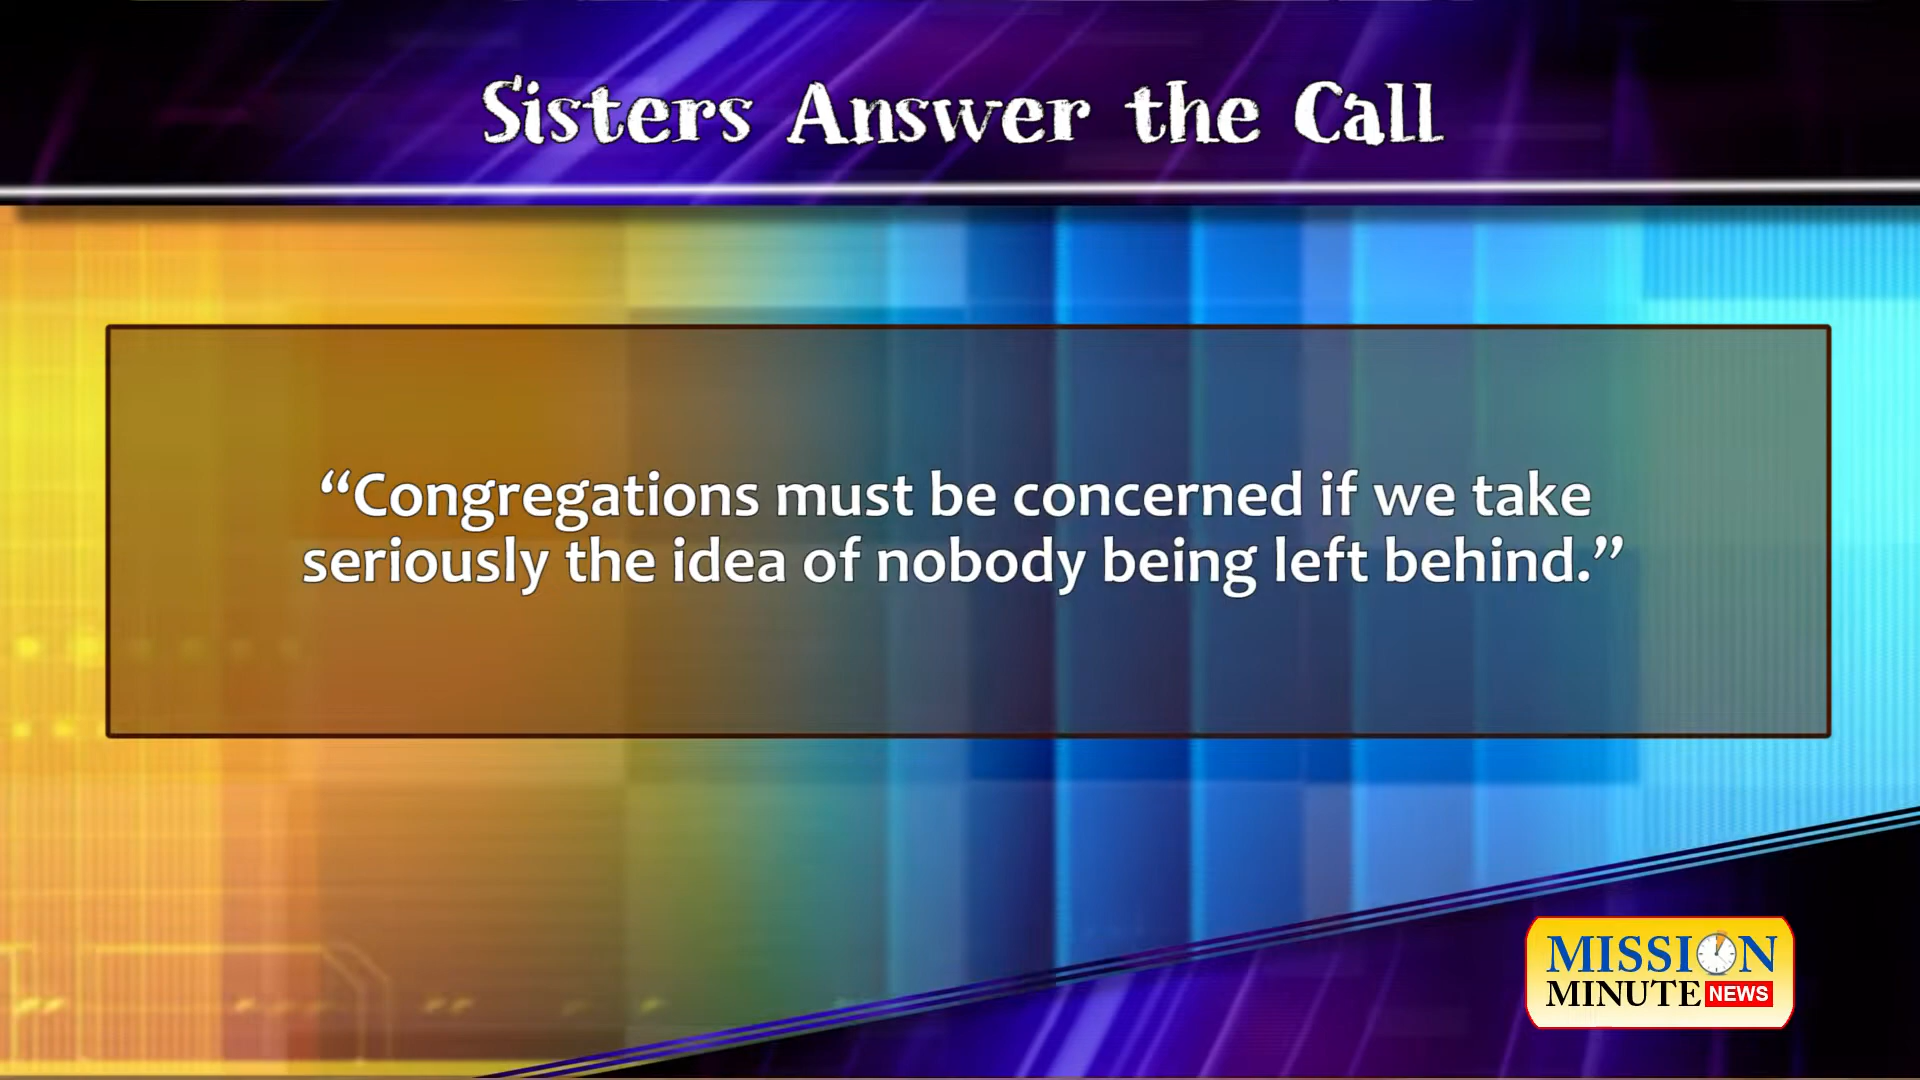 Sisters Answer the Call
“Congregations must be concerned if we take
seriously the idea of nobody being left behind.”
MISSION
MINUTE NEWS